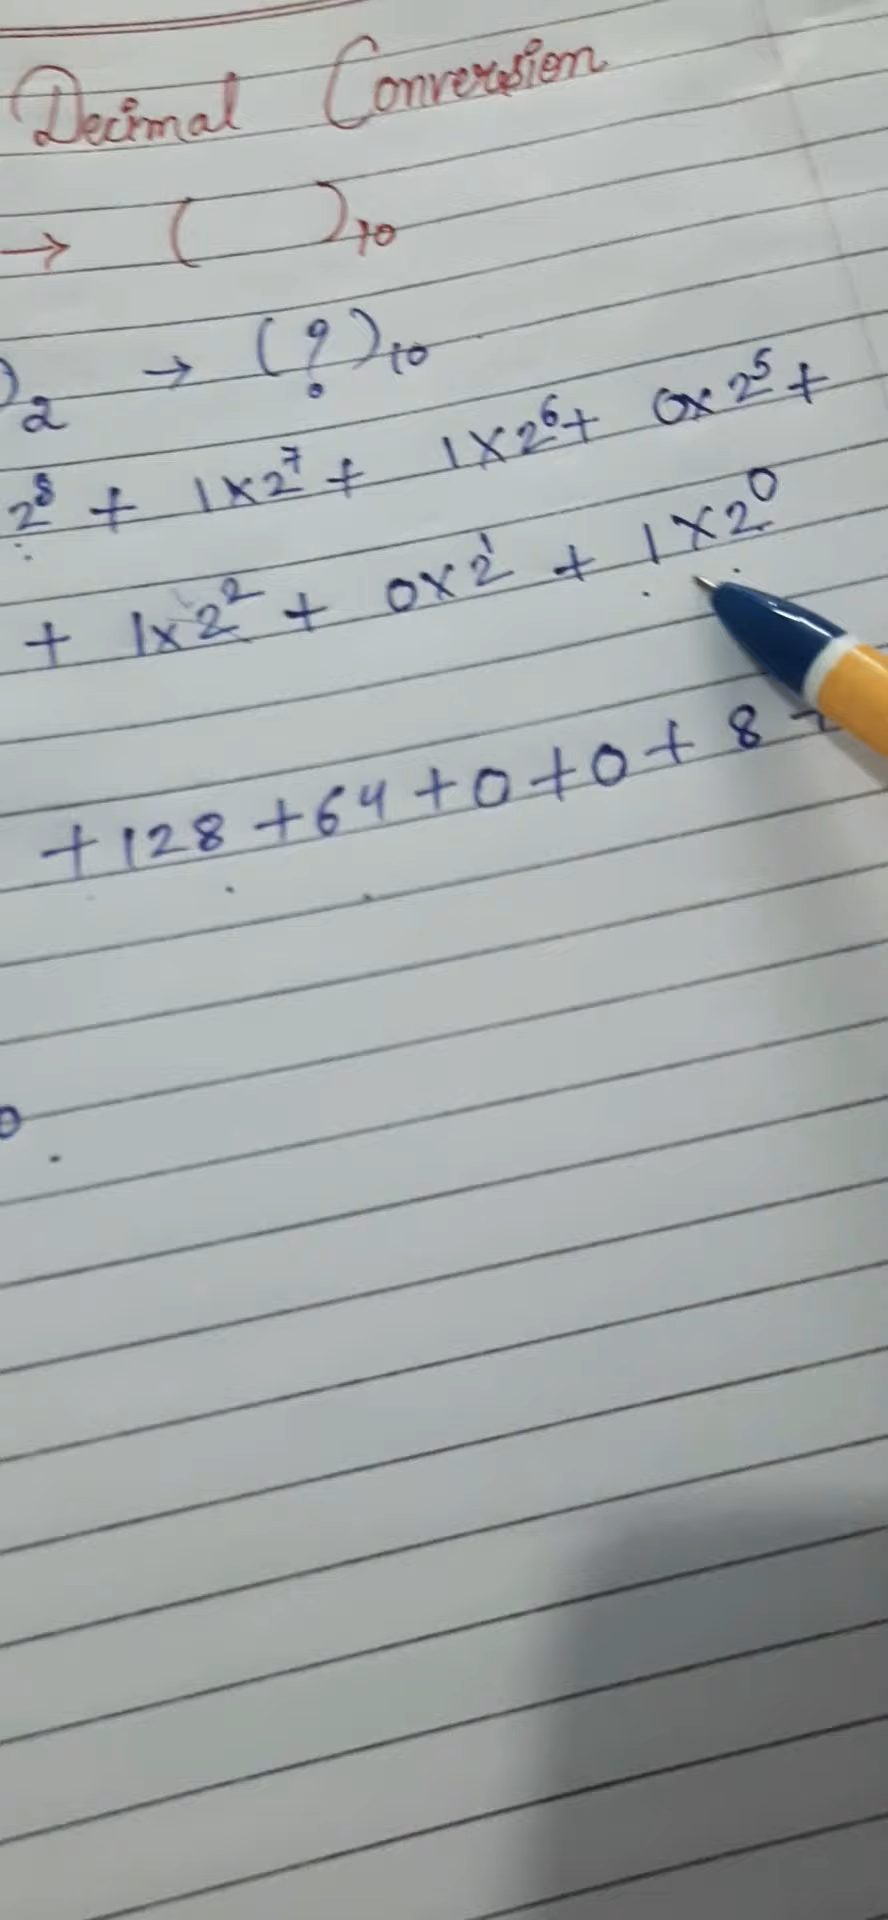 Decimal Conversion
→ ( )10
)2 → (?)10
2⁸ + 1×2⁷ + 1×2⁶ + 0×2⁵ +
+ 1×2² + 0×2¹ + 1×2⁰
+128 +64 +0+0+ 8 +
0